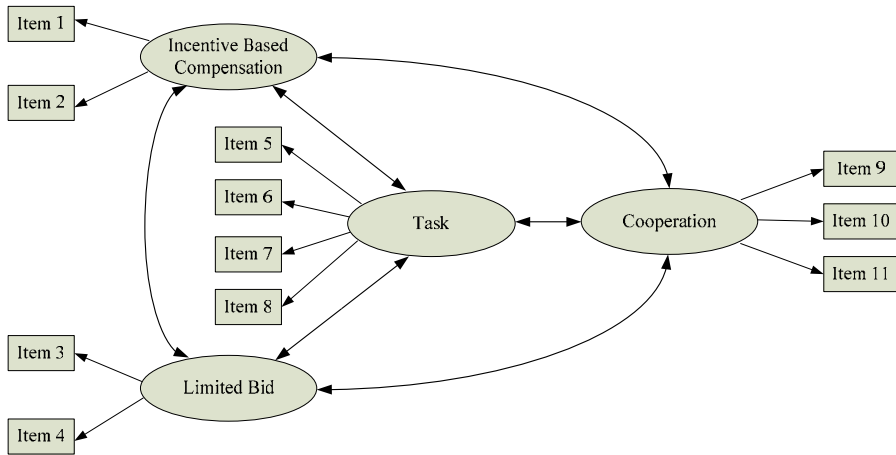 Item 1
Incentive Based
Compensation
Item 2
Item 5
Item 6
Item 7
Item 8
Task
Cooperation
Item 9
Item 10
Item 11
Item 3
Limited Bid
Item 4